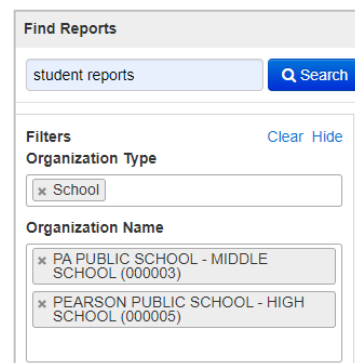 Find Reports
student reports
Search
Filters
Clear Hide
Organization Type
× School
Organization Name
× PA PUBLIC SCHOOL - MIDDLE
SCHOOL (000003)
× PEARSON PUBLIC SCHOOL - HIGH
SCHOOL (000005)